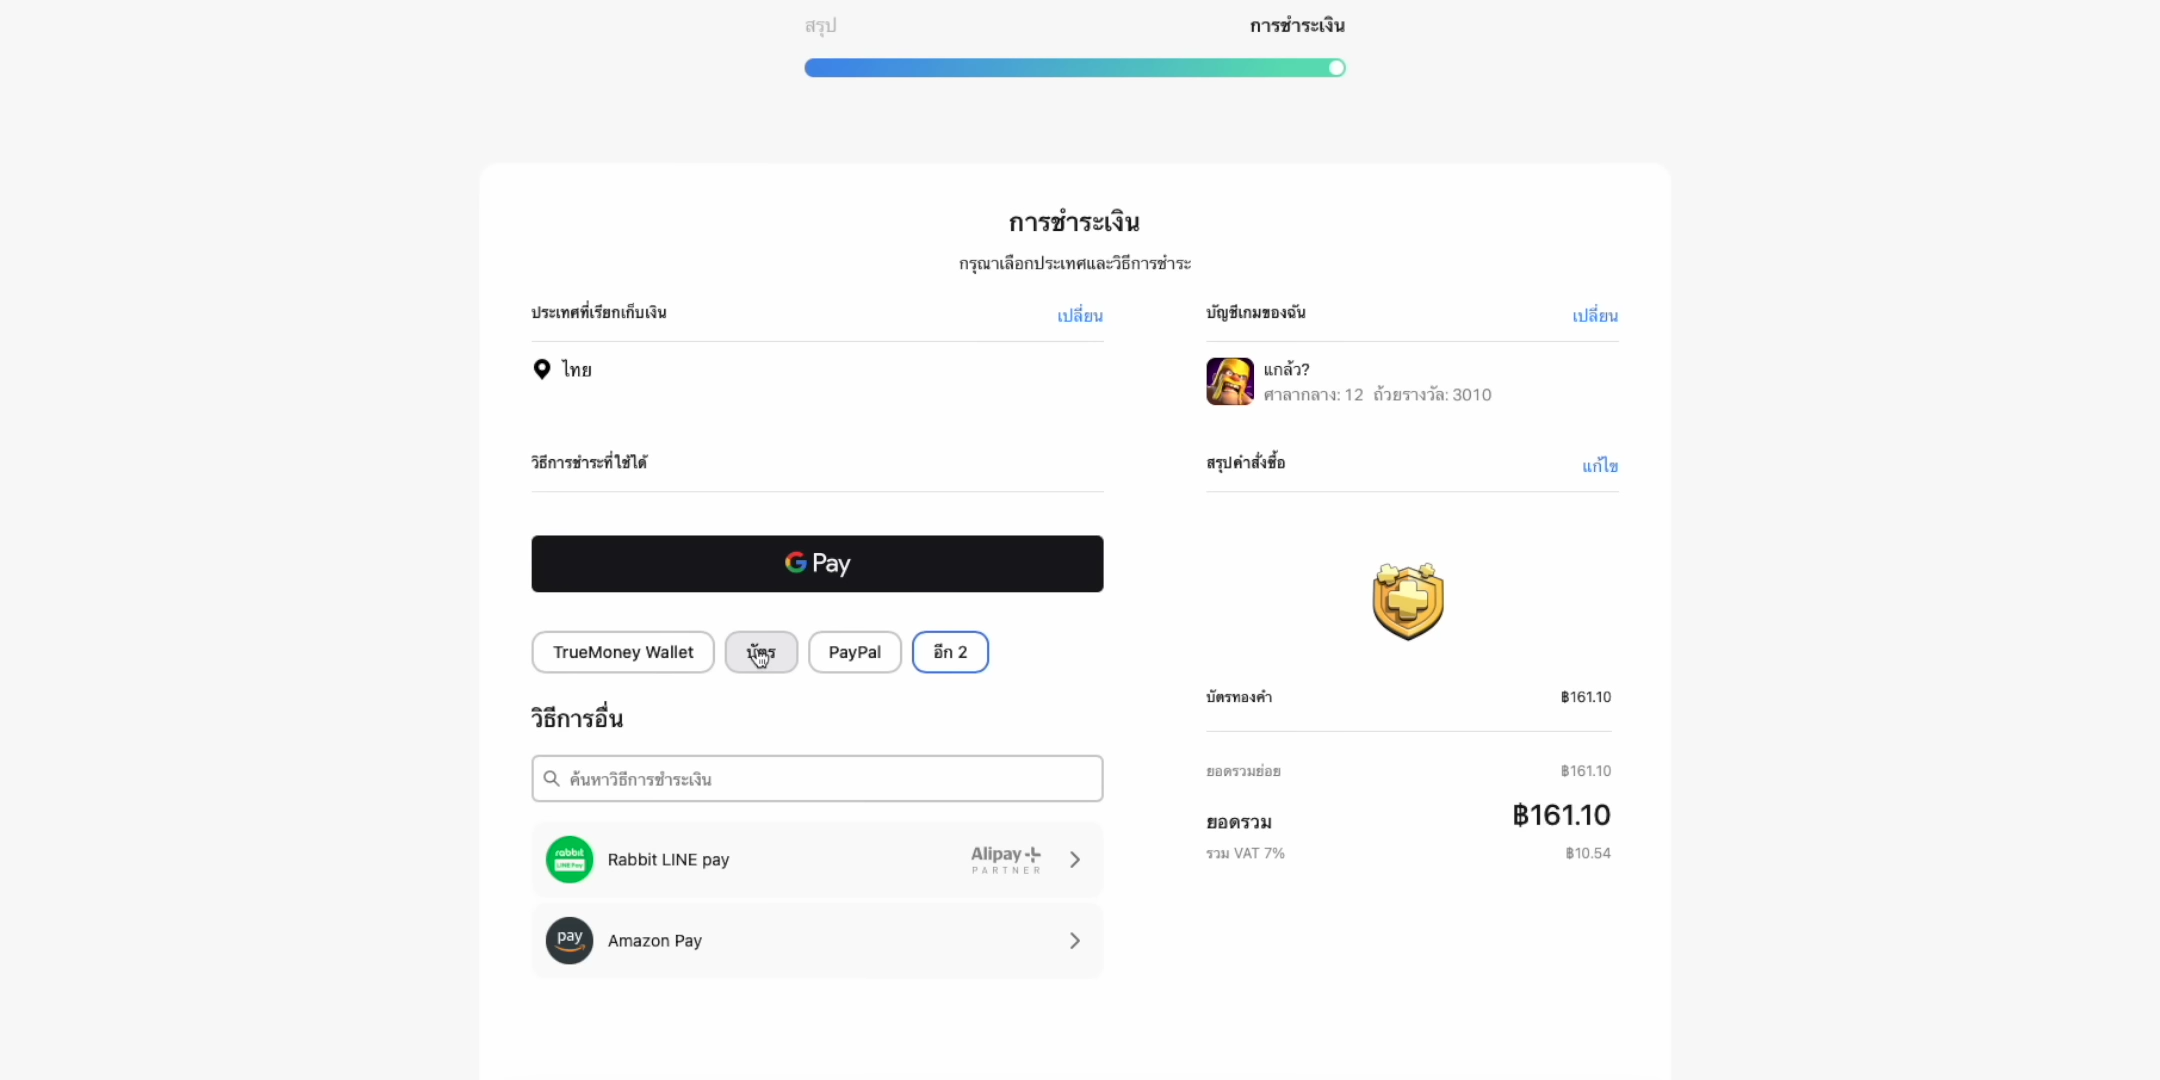 สรุป
การชำระเงิน
การชำระเงิน
กรุณาเลือกประเทศและวิธีการชำระ
ประเทศที่เรียกเก็บเงิน
เปลี่ยน
ไทย
วิธีการชำระที่ใช้ได้
G Pay
TrueMoney Wallet
บัตร
PayPal
อีก 2
วิธีการอื่น
ค้นหาวิธีการชำระเงิน
rabbit
LINE Pay
Rabbit LINE pay
Alipay+
PARTNER
pay
Amazon Pay
บัญชีเกมของฉัน
เปลี่ยน
แกล้ว?
ศาลากลาง: 12 ถ้วยรางวัล: 3010
สรุปคำสั่งซื้อ
แก้ไข
บัตรทองคำ
฿161.10
ยอดรวมย่อย
฿161.10
ยอดรวม
฿161.10
รวม VAT 7%
฿10.54